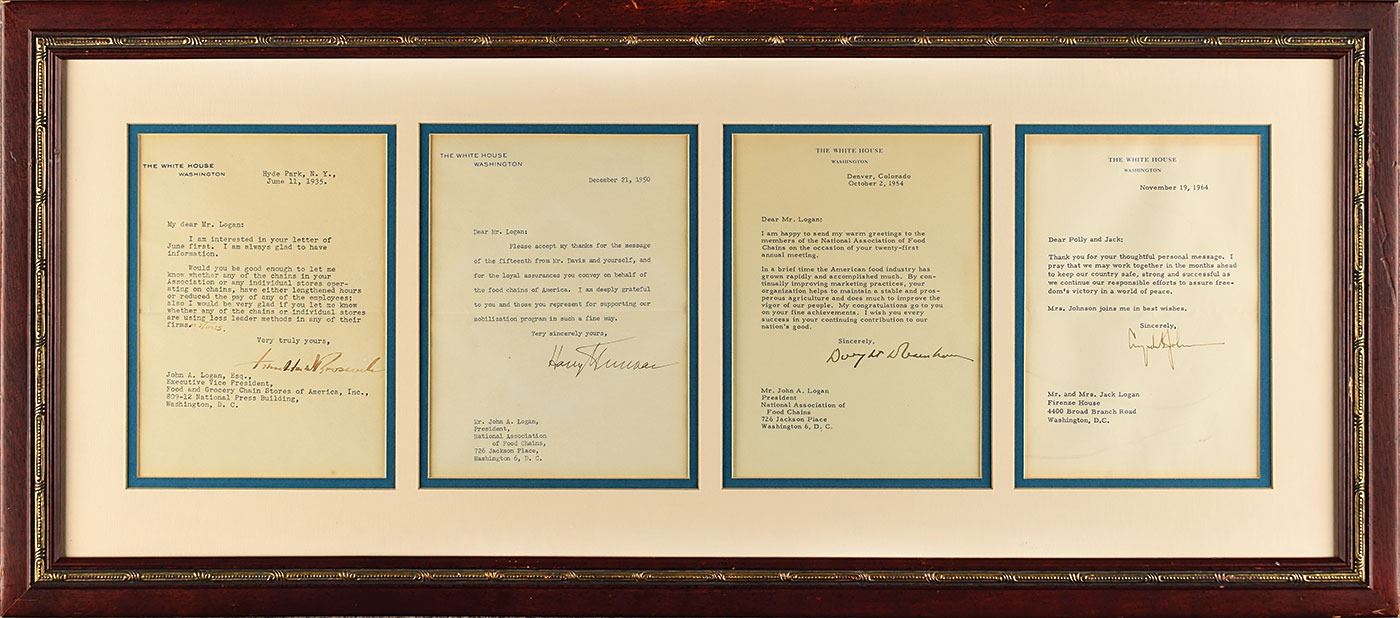 THE WHITE HOUSE
WASHINGTON
Hyde Park, N. Y.,
June 11, 1935.
My dear Mr. Logan:
I am interested in your letter of
June first. I am always glad to have
information.
Would you be good enough to let me
know whether any of the chains in your
Association or any individual stores oper-
ating on chains, have either lengthened hours
or reduced the pay of any of the employees;
also I would be very glad if you let me know
whether any of the chains or individual stores
are using loss leader methods in any of their
firms.
Very truly yours,
Franklin D Roosevelt
John A. Logan, Esq.,
Executive Vice President,
Food and Grocery Chain Stores of America, Inc.,
809-12 National Press Building,
Washington, D. C.
THE WHITE HOUSE
WASHINGTON
December 21, 1950
Dear Mr. Logan:
Please accept my thanks for the message
of the fifteenth from Mr. Davis and yourself, and
for the loyal assurances you convey on behalf of
the food chains of America. I am deeply grateful
to you and those you represent for supporting our
mobilization program in such a fine way.
Very sincerely yours,
Harry Truman
Mr. John A. Logan,
President,
National Association
of Food Chains,
726 Jackson Place,
Washington 6, D. C.
THE WHITE HOUSE
WASHINGTON
Denver, Colorado
October 2, 1954
Dear Mr. Logan:
I am happy to send my warm greetings to the
members of the National Association of Food
Chains on the occasion of your twenty-first
annual meeting.
In a brief time the American food industry has
grown rapidly and accomplished much. By con-
tinually improving marketing practices, your
organization helps to maintain a stable and pros-
perous agriculture and does much to improve the
vigor of our people. My congratulations go to you
on your fine achievements. I wish you every
success in your continuing contribution to our
nation's good.
Sincerely,
Dwight D Eisenhower
Mr. John A. Logan
President
National Association of
Food Chains
726 Jackson Place
Washington 6, D. C.
THE WHITE HOUSE
WASHINGTON
November 19, 1964
Dear Polly and Jack:
Thank you for your thoughtful personal message. I
pray that we may work together in the months ahead
to keep our country safe, strong and successful as
we continue our responsible efforts to assure free-
dom's victory in a world of peace.
Mrs. Johnson joins me in best wishes.
Sincerely,
Lyndon B Johnson
Mr. and Mrs. Jack Logan
Firenze House
4400 Broad Branch Road
Washington, D.C.